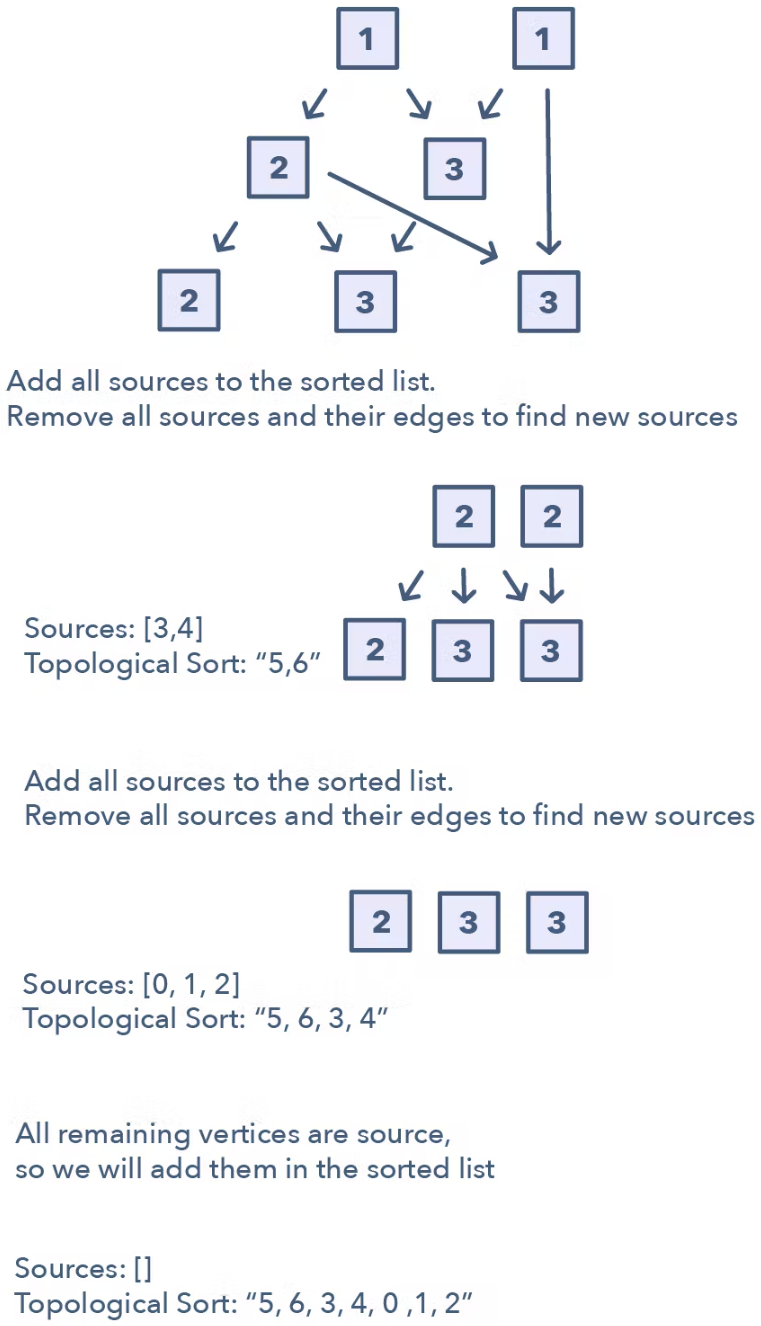 1 1
2 3
2 3 3
Add all sources to the sorted list.
Remove all sources and their edges to find new sources
2 2
2 3 3
Sources: [3,4]
Topological Sort: “5,6”
Add all sources to the sorted list.
Remove all sources and their edges to find new sources
2 3 3
Sources: [0, 1, 2]
Topological Sort: “5, 6, 3, 4”
All remaining vertices are source,
so we will add them in the sorted list
Sources: []
Topological Sort: “5, 6, 3, 4, 0 ,1, 2”